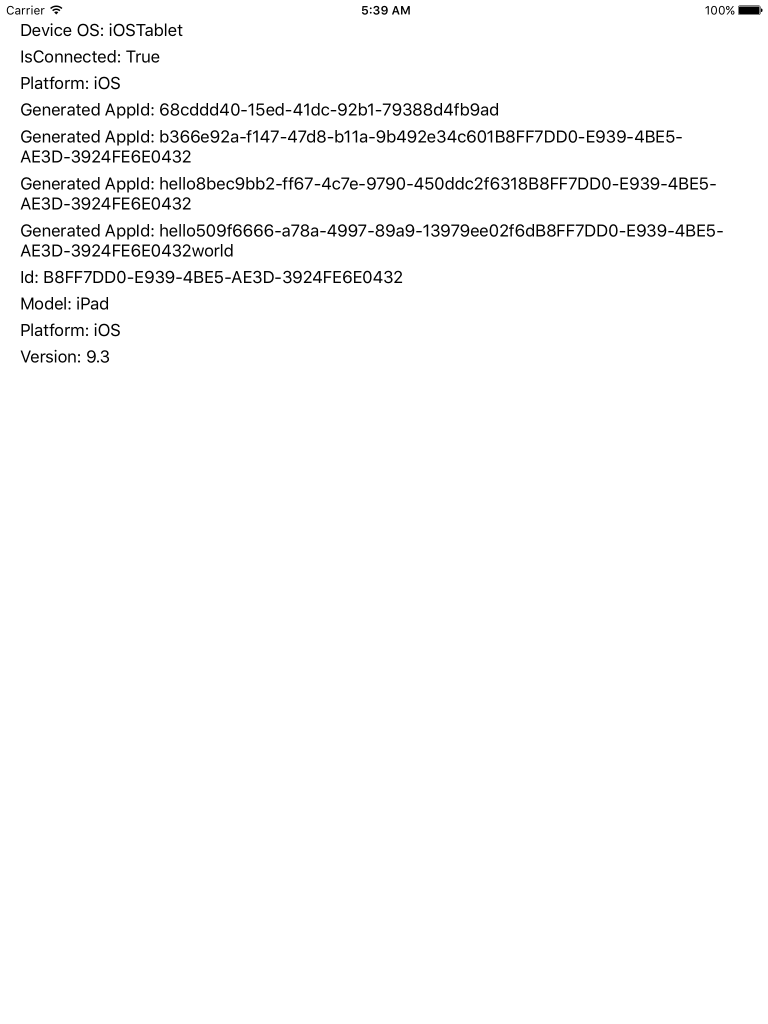 Carrier 5:39 AM 100%
Device OS: iOSTablet
IsConnected: True
Platform: iOS
Generated AppId: 68cddd40-15ed-41dc-92b1-79388d4fb9ad
Generated AppId: b366e92a-f147-47d8-b11a-9b492e34c601B8FF7DD0-E939-4BE5-
AE3D-3924FE6E0432
Generated AppId: hello8bec9bb2-ff67-4c7e-9790-450ddc2f6318B8FF7DD0-E939-4BE5-
AE3D-3924FE6E0432
Generated AppId: hello509f6666-a78a-4997-89a9-13979ee02f6dB8FF7DD0-E939-4BE5-
AE3D-3924FE6E0432world
Id: B8FF7DD0-E939-4BE5-AE3D-3924FE6E0432
Model: iPad
Platform: iOS
Version: 9.3